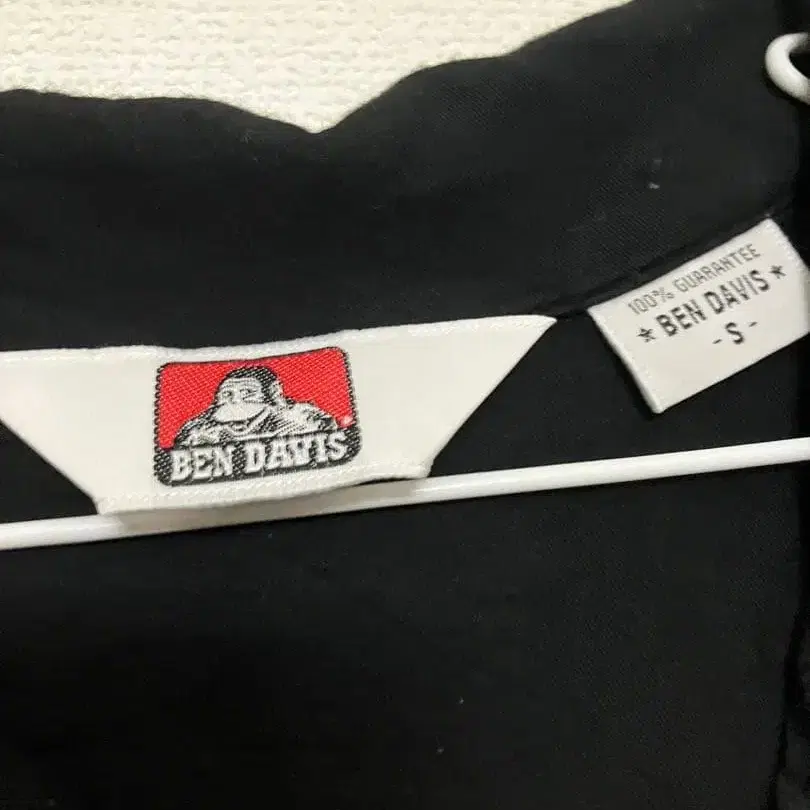 BEN DAVIS
100% GUARANTEE
★ BEN DAVIS ★
- S -